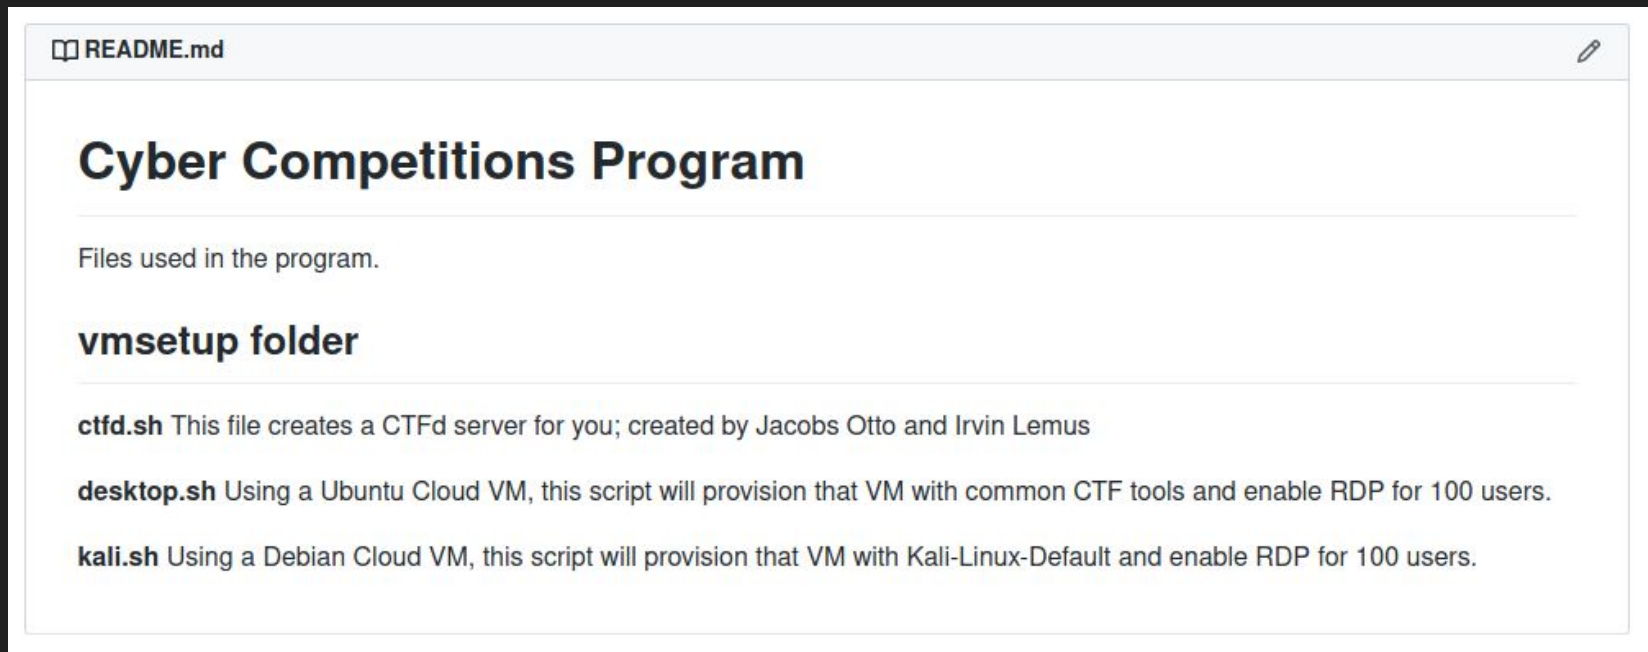 README.md
Cyber Competitions Program
Files used in the program.
vmsetup folder
ctfd.sh This file creates a CTFd server for you; created by Jacobs Otto and Irvin Lemus
desktop.sh Using a Ubuntu Cloud VM, this script will provision that VM with common CTF tools and enable RDP for 100 users.
kali.sh Using a Debian Cloud VM, this script will provision that VM with Kali-Linux-Default and enable RDP for 100 users.